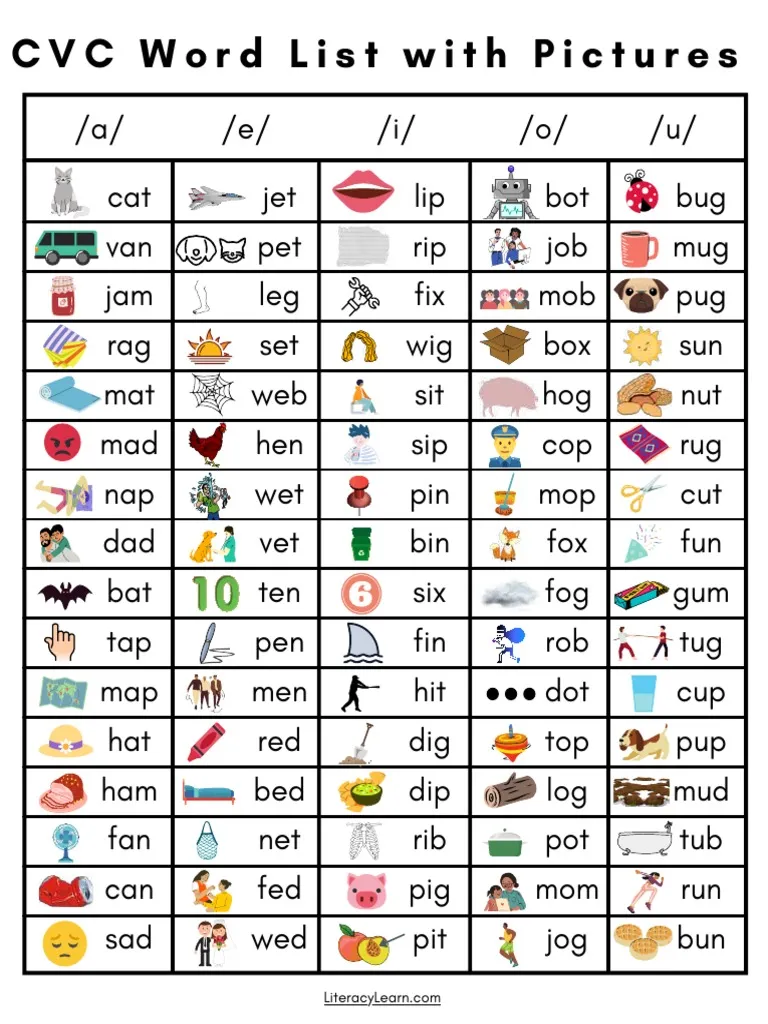 CVC Word List with Pictures
/a/ /e/ /i/ /o/ /u/
cat jet lip bot bug
van pet rip job mug
jam leg fix mob pug
rag set wig box sun
mat web sit hog nut
mad hen sip cop rug
nap wet pin mop cut
dad vet bin fox fun
bat 10 ten 6 six fog gum
tap pen fin rob tug
map men hit dot cup
hat red dig top pup
ham bed dip log mud
fan net rib pot tub
can fed pig mom run
sad wed pit jog bun
LiteracyLearn.com